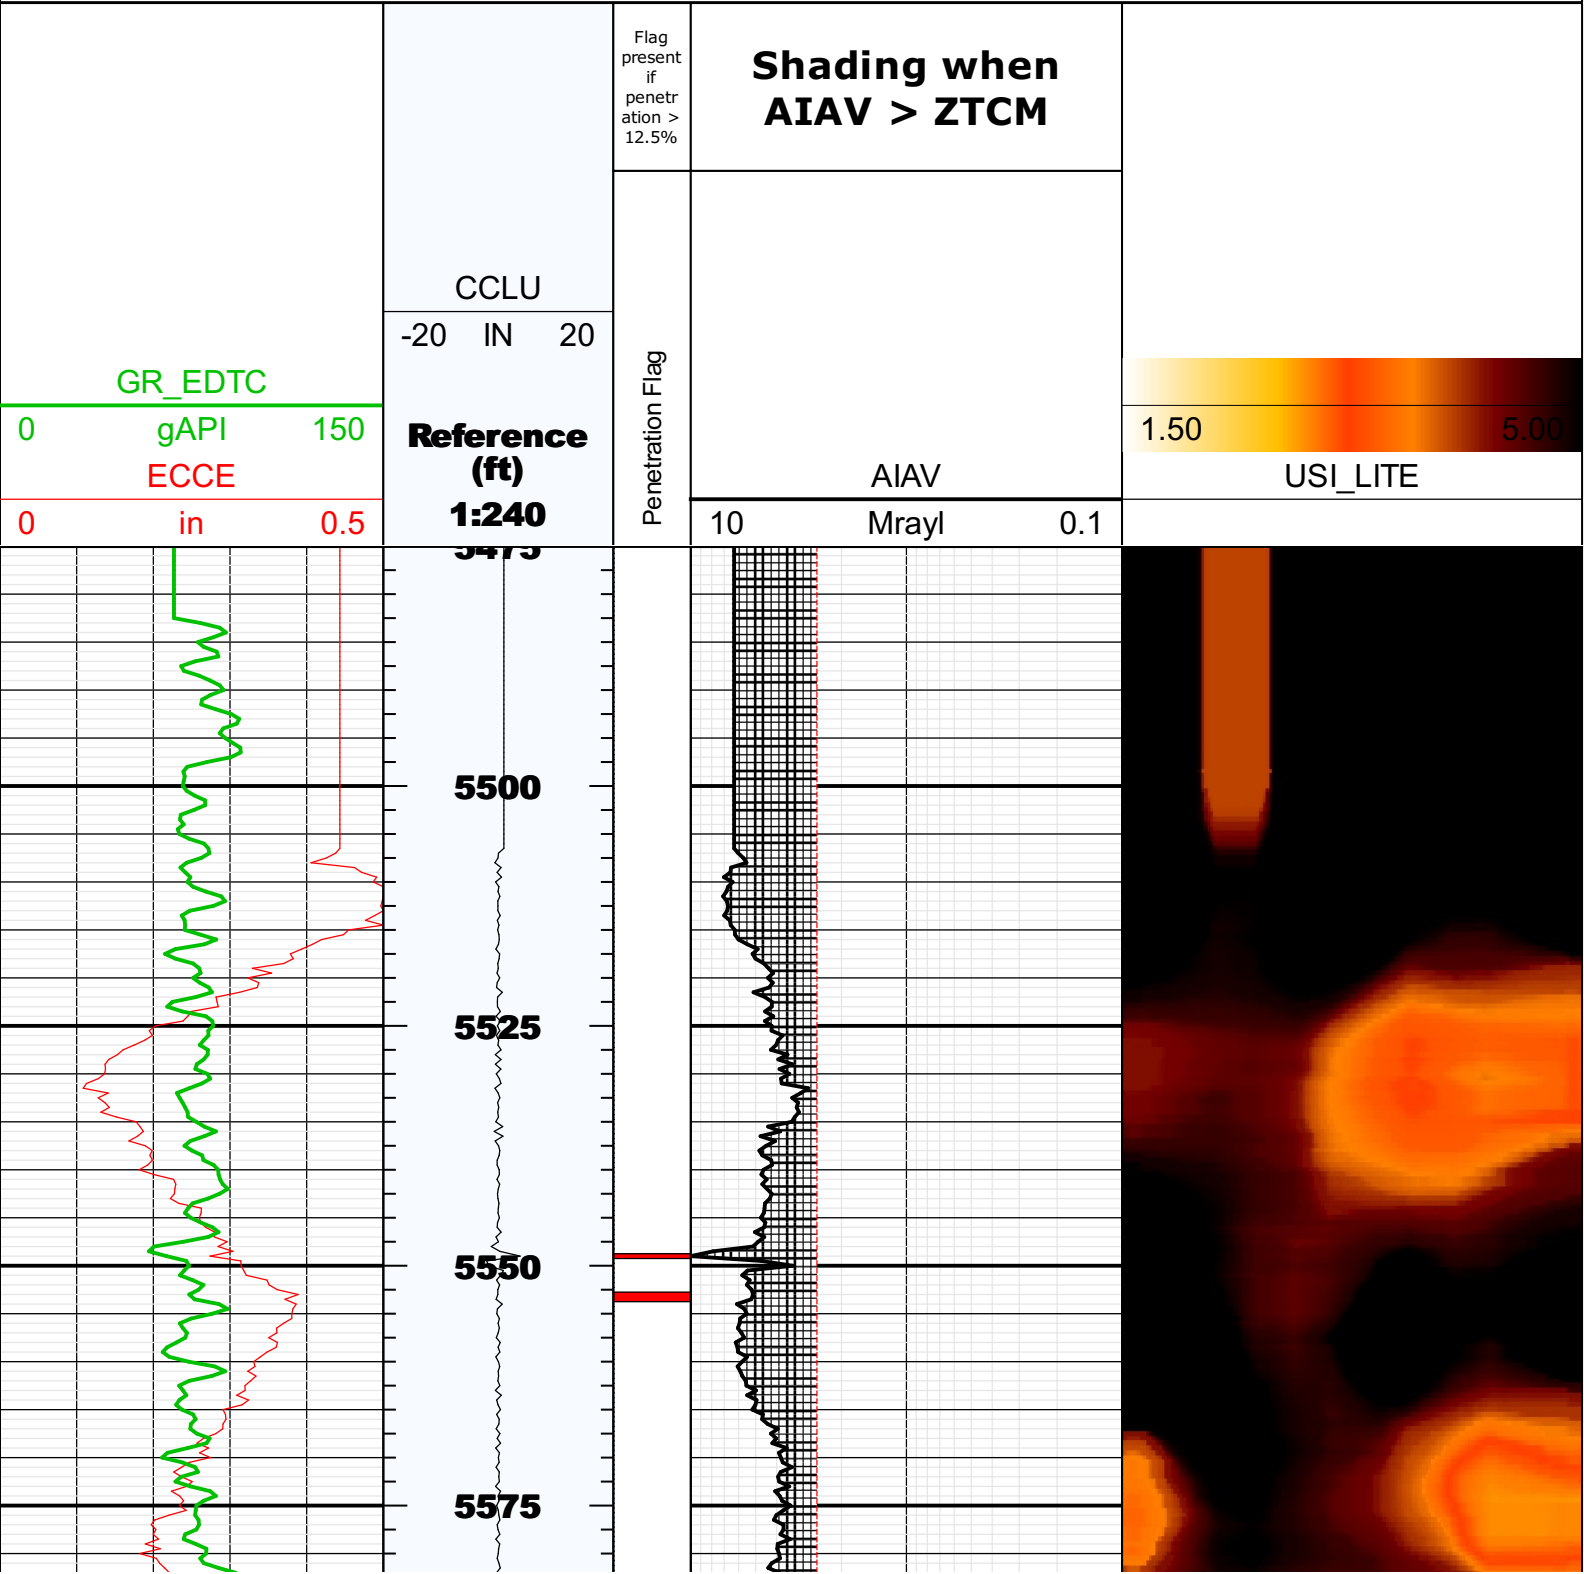 Flag
present
if
penetr
ation >
12.5%
Shading when
AIAV > ZTCM
CCLU
-20 IN 20
GR_EDTC
0 gAPI 150
ECCE
0 in 0.5
Reference
(ft)
1:240
Penetration Flag
AIAV
10 Mrayl 0.1
1.50 5.00
USI_LITE
5475
5500
5525
5550
5575